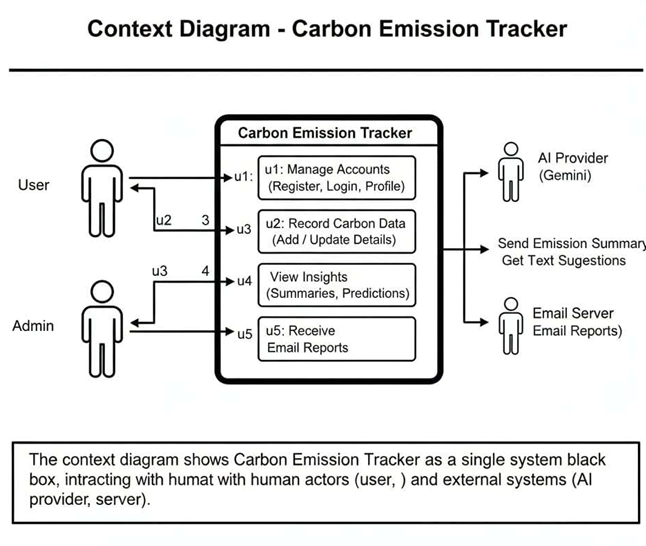 Context Diagram - Carbon Emission Tracker
Carbon Emission Tracker
User
u1:
u1: Manage Accounts
(Register, Login, Profile)
u2 3
u3
u2: Record Carbon Data
(Add / Update Details)
u3 4
u4
View Insights
(Summaries, Predictions)
Admin
u5
u5: Receive
Email Reports
AI Provider
(Gemini)
Send Emission Summary
Get Text Sugestions
Email Server
Email Reports)
The context diagram shows Carbon Emission Tracker as a single system black
box, intracting with humat with human actors (user, ) and external systems (AI
provider, server).